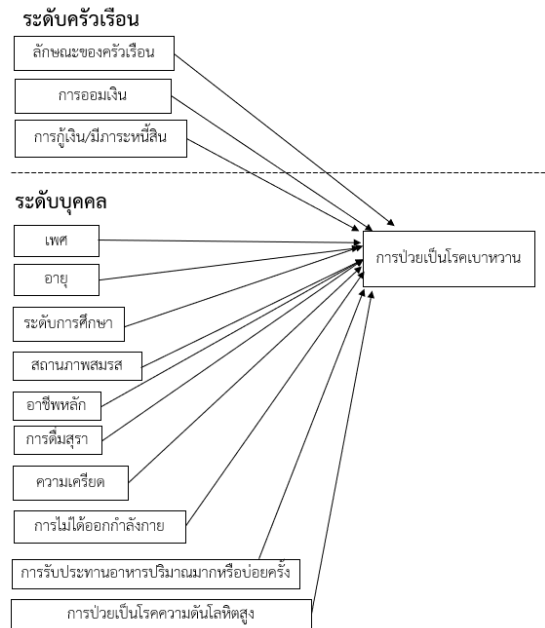 ระดับครัวเรือน
ลักษณะของครัวเรือน
การออมเงิน
การกู้เงิน/มีภาระหนี้สิน
ระดับบุคคล
เพศ
การป่วยเป็นโรคเบาหวาน
อายุ
ระดับการศึกษา
สถานภาพสมรส
อาชีพหลัก
การดื่มสุรา
ความเครียด
การไม่ได้ออกกำลังกาย
การรับประทานอาหารปริมาณมากหรือบ่อยครั้ง
การป่วยเป็นโรคความดันโลหิตสูง